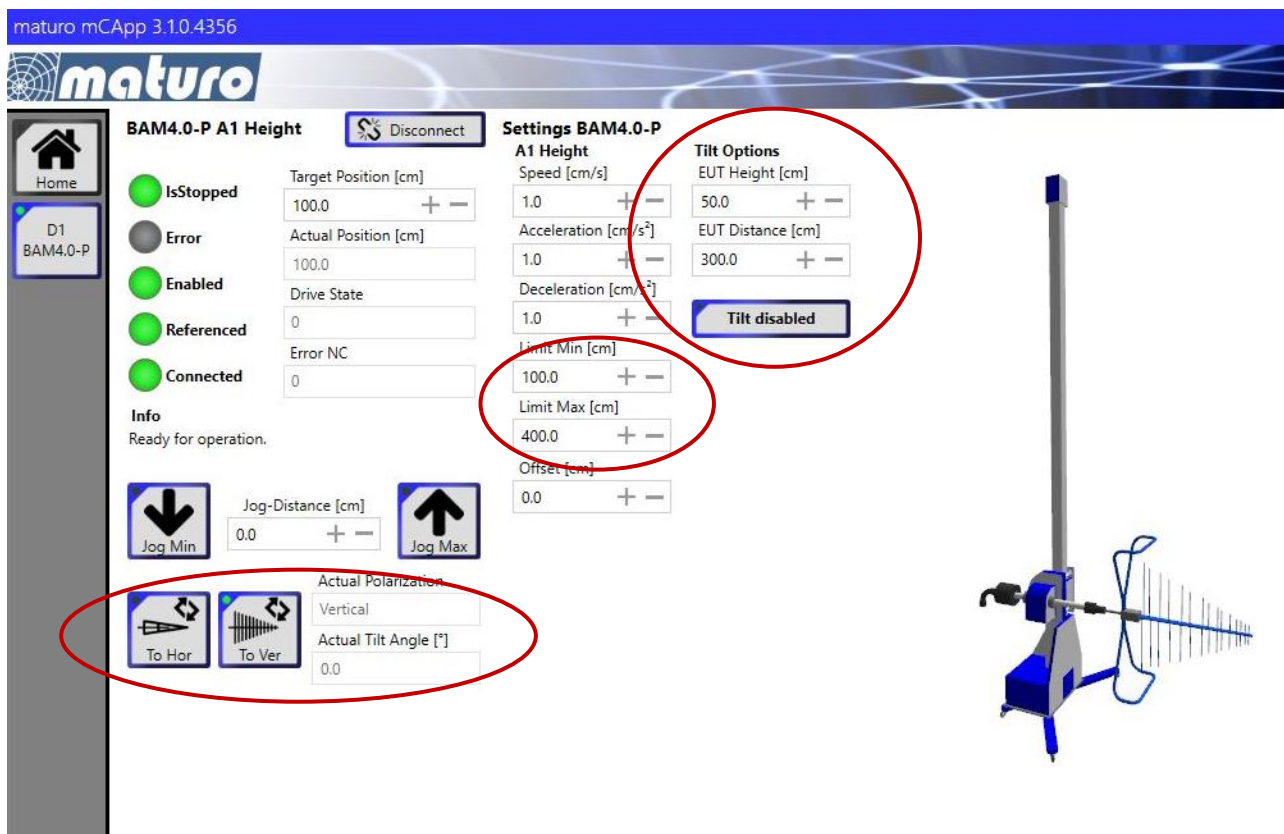 maturo mCApp 3.1.0.4356
maturo
Home
D1
BAM4.0-P
BAM4.0-P A1 Height
Disconnect
IsStopped
Error
Enabled
Referenced
Connected
Target Position [cm]
100.0
Actual Position [cm]
100.0
Drive State
0
Error NC
0
Info
Ready for operation.
Jog Min
Jog-Distance [cm]
0.0
Jog Max
To Hor
To Ver
Actual Polarization
Vertical
Actual Tilt Angle [°]
0.0
Settings BAM4.0-P
A1 Height
Speed [cm/s]
1.0
Acceleration [cm/s²]
1.0
Deceleration [cm/s²]
1.0
Limit Min [cm]
100.0
Limit Max [cm]
400.0
Offset [cm]
0.0
Tilt Options
EUT Height [cm]
50.0
EUT Distance [cm]
300.0
Tilt disabled